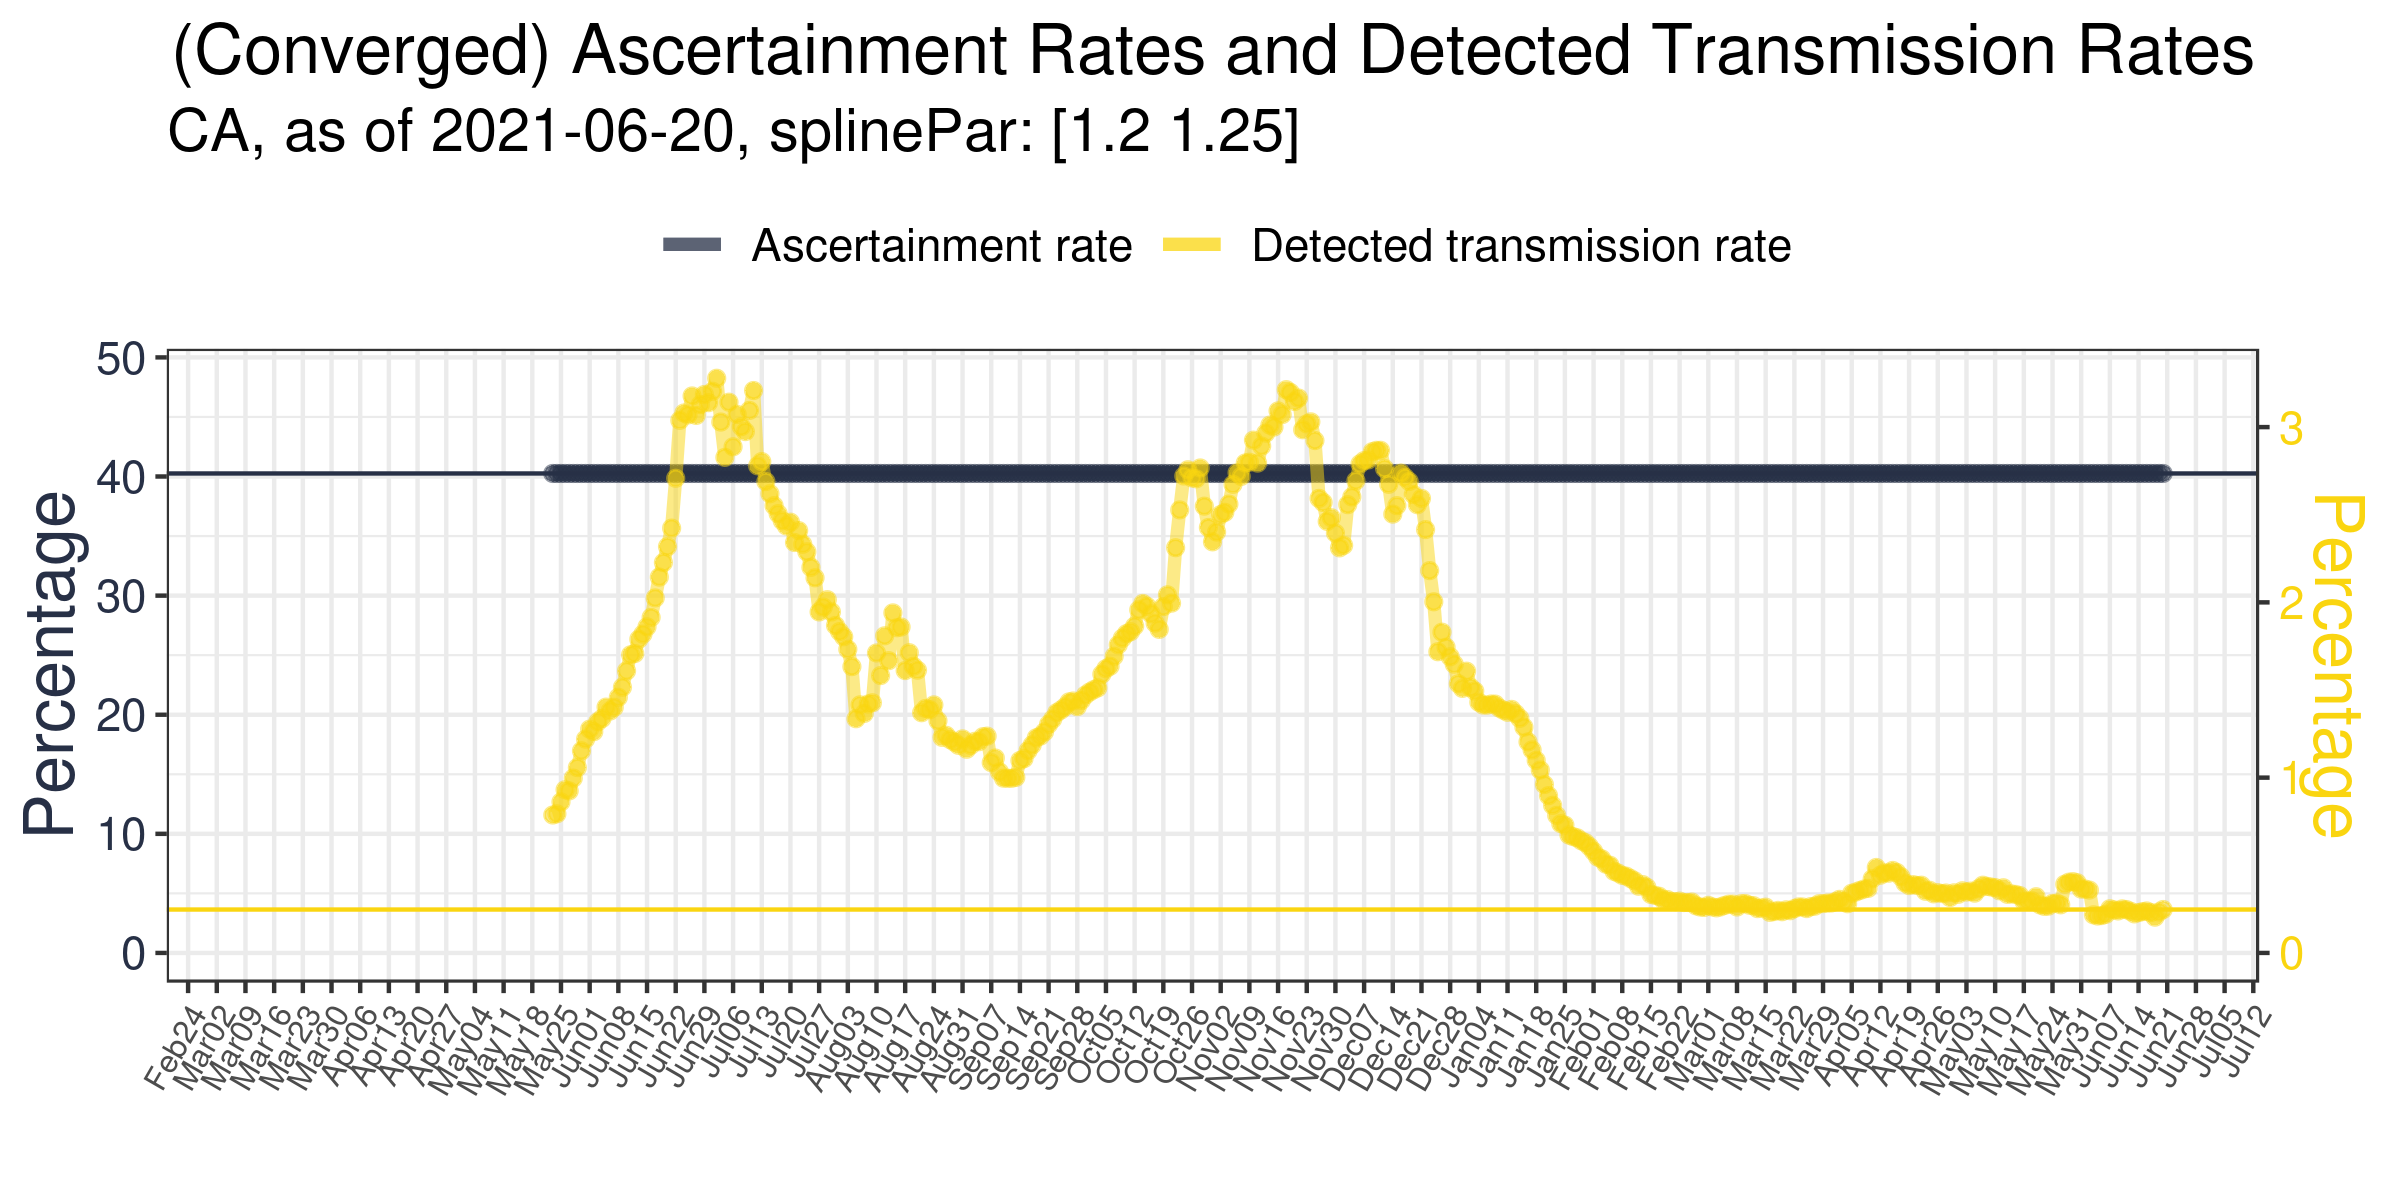 (Converged) Ascertainment Rates and Detected Transmission Rates
CA, as of 2021-06-20, splinePar: [1.2 1.25]
Ascertainment rate
Detected transmission rate
Percentage
50
40
30
20
10
0
3
2
1
0
Percentage
Feb24
Mar02
Mar09
Mar16
Mar23
Mar30
Apr06
Apr13
Apr20
Apr27
May04
May11
May18
May25
Jun01
Jun08
Jun15
Jun22
Jun29
Jul06
Jul13
Jul20
Jul27
Aug03
Aug10
Aug17
Aug24
Aug31
Sep07
Sep14
Sep21
Sep28
Oct05
Oct12
Oct19
Oct26
Nov02
Nov09
Nov16
Nov23
Nov30
Dec07
Dec14
Dec21
Dec28
Jan04
Jan11
Jan18
Jan25
Feb01
Feb08
Feb15
Feb22
Mar01
Mar08
Mar15
Mar22
Mar29
Apr05
Apr12
Apr19
Apr26
May03
May10
May17
May24
May31
Jun07
Jun14
Jun21
Jun28
Jul05
Jul12